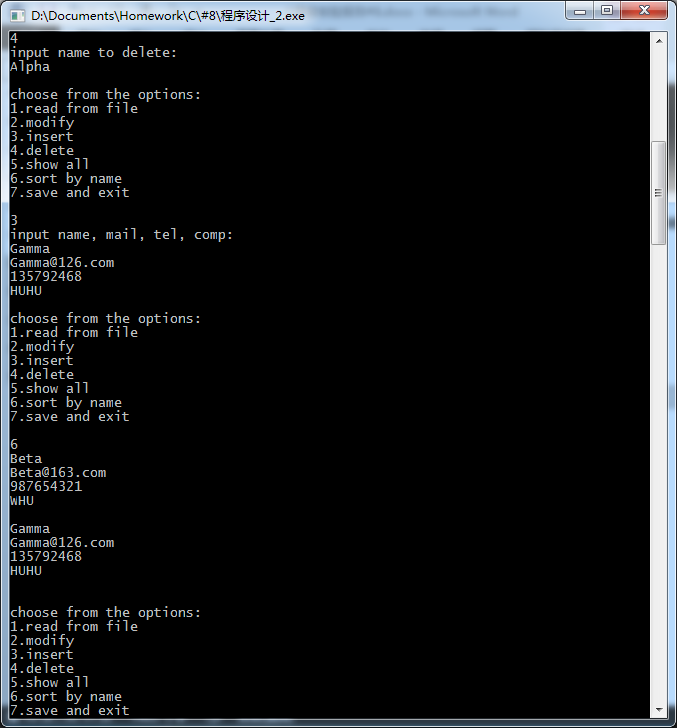 D:\Documents\Homework\C\#8\程序设计_2.exe
4
input name to delete:
Alpha
choose from the options:
1.read from file
2.modify
3.insert
4.delete
5.show all
6.sort by name
7.save and exit
3
input name, mail, tel, comp:
Gamma
Gamma@126.com
135792468
HUHU
choose from the options:
1.read from file
2.modify
3.insert
4.delete
5.show all
6.sort by name
7.save and exit
6
Beta
Beta@163.com
987654321
WHU
Gamma
Gamma@126.com
135792468
HUHU
choose from the options:
1.read from file
2.modify
3.insert
4.delete
5.show all
6.sort by name
7.save and exit